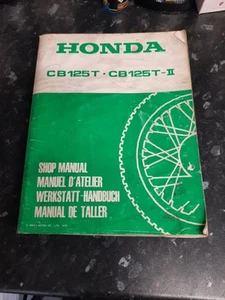 HONDA
CB125T · CB125T-II
SHOP MANUAL
MANUEL D'ATELIER
WERKSTATT-HANDBUCH
MANUAL DE TALLER